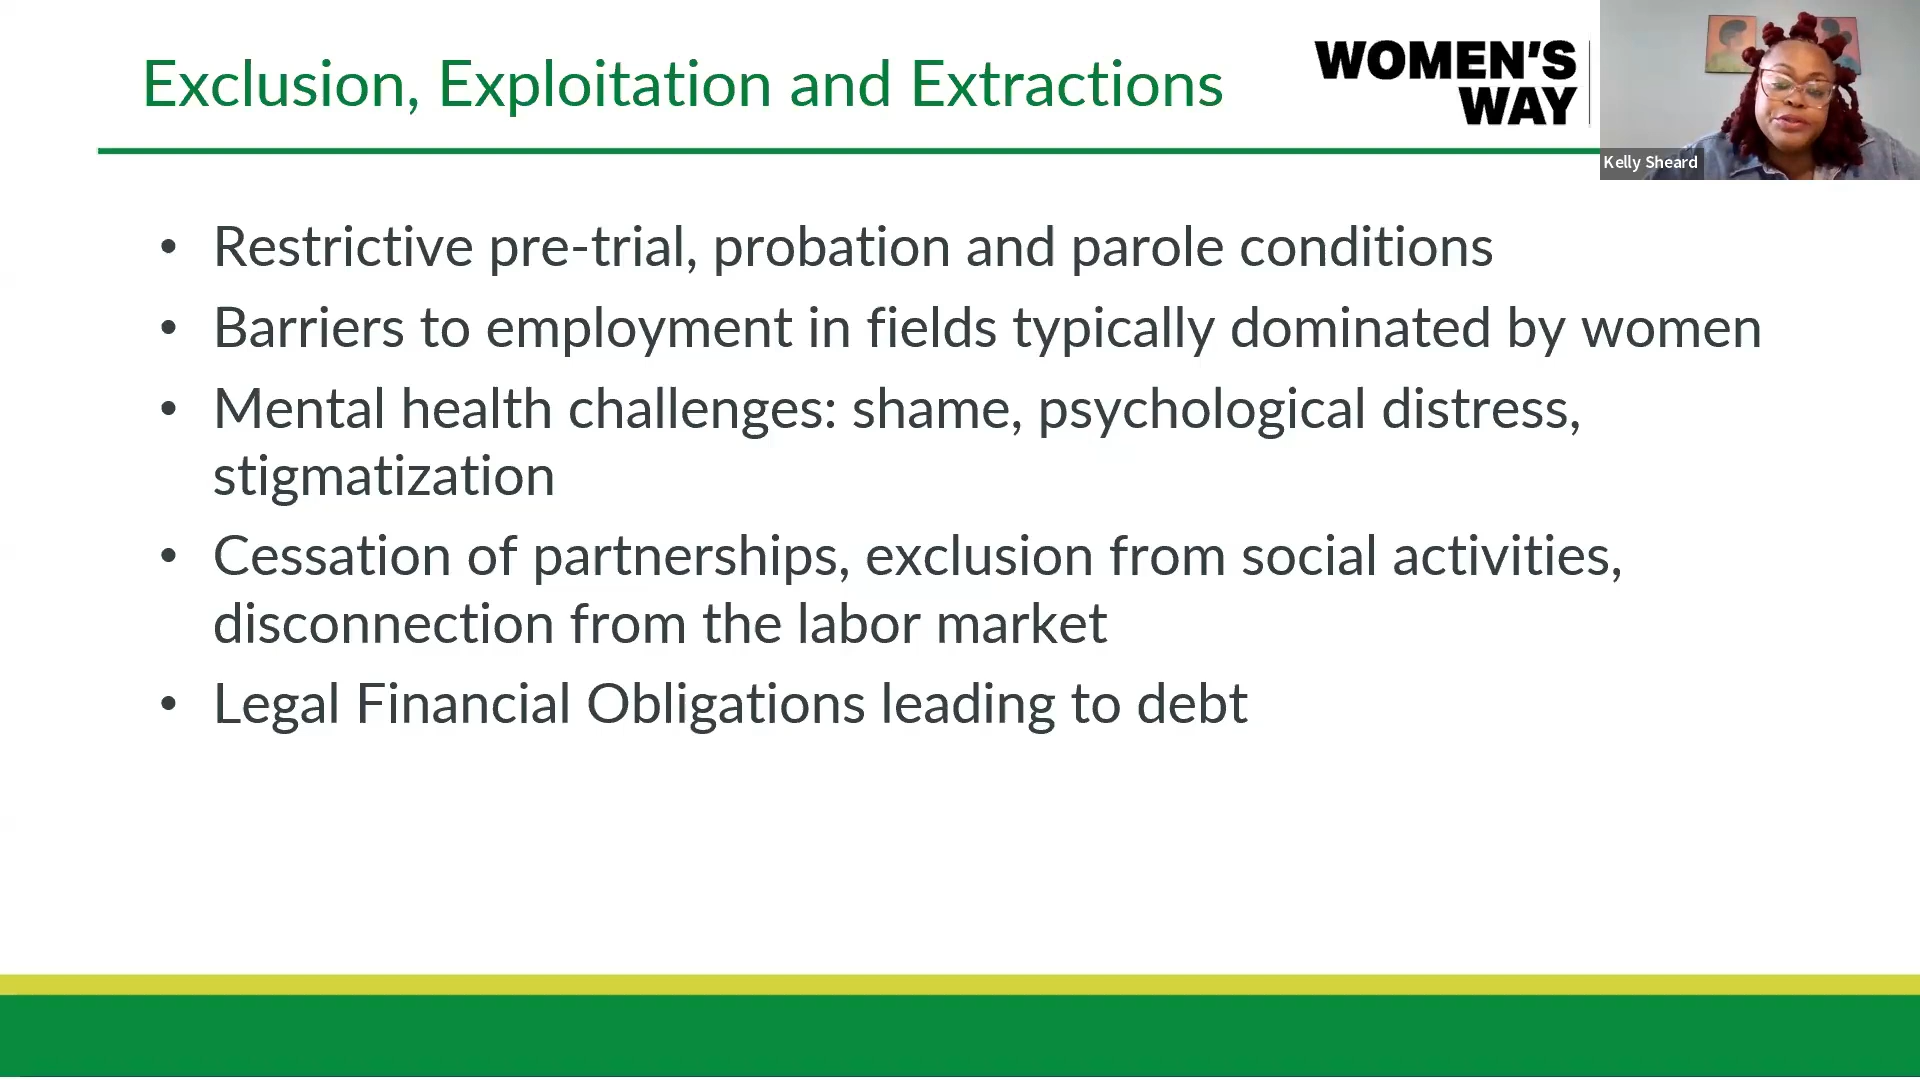 Exclusion, Exploitation and Extractions
WOMEN'S
WAY
Kelly Sheard
• Restrictive pre-trial, probation and parole conditions
• Barriers to employment in fields typically dominated by women
• Mental health challenges: shame, psychological distress,
stigmatization
• Cessation of partnerships, exclusion from social activities,
disconnection from the labor market
• Legal Financial Obligations leading to debt